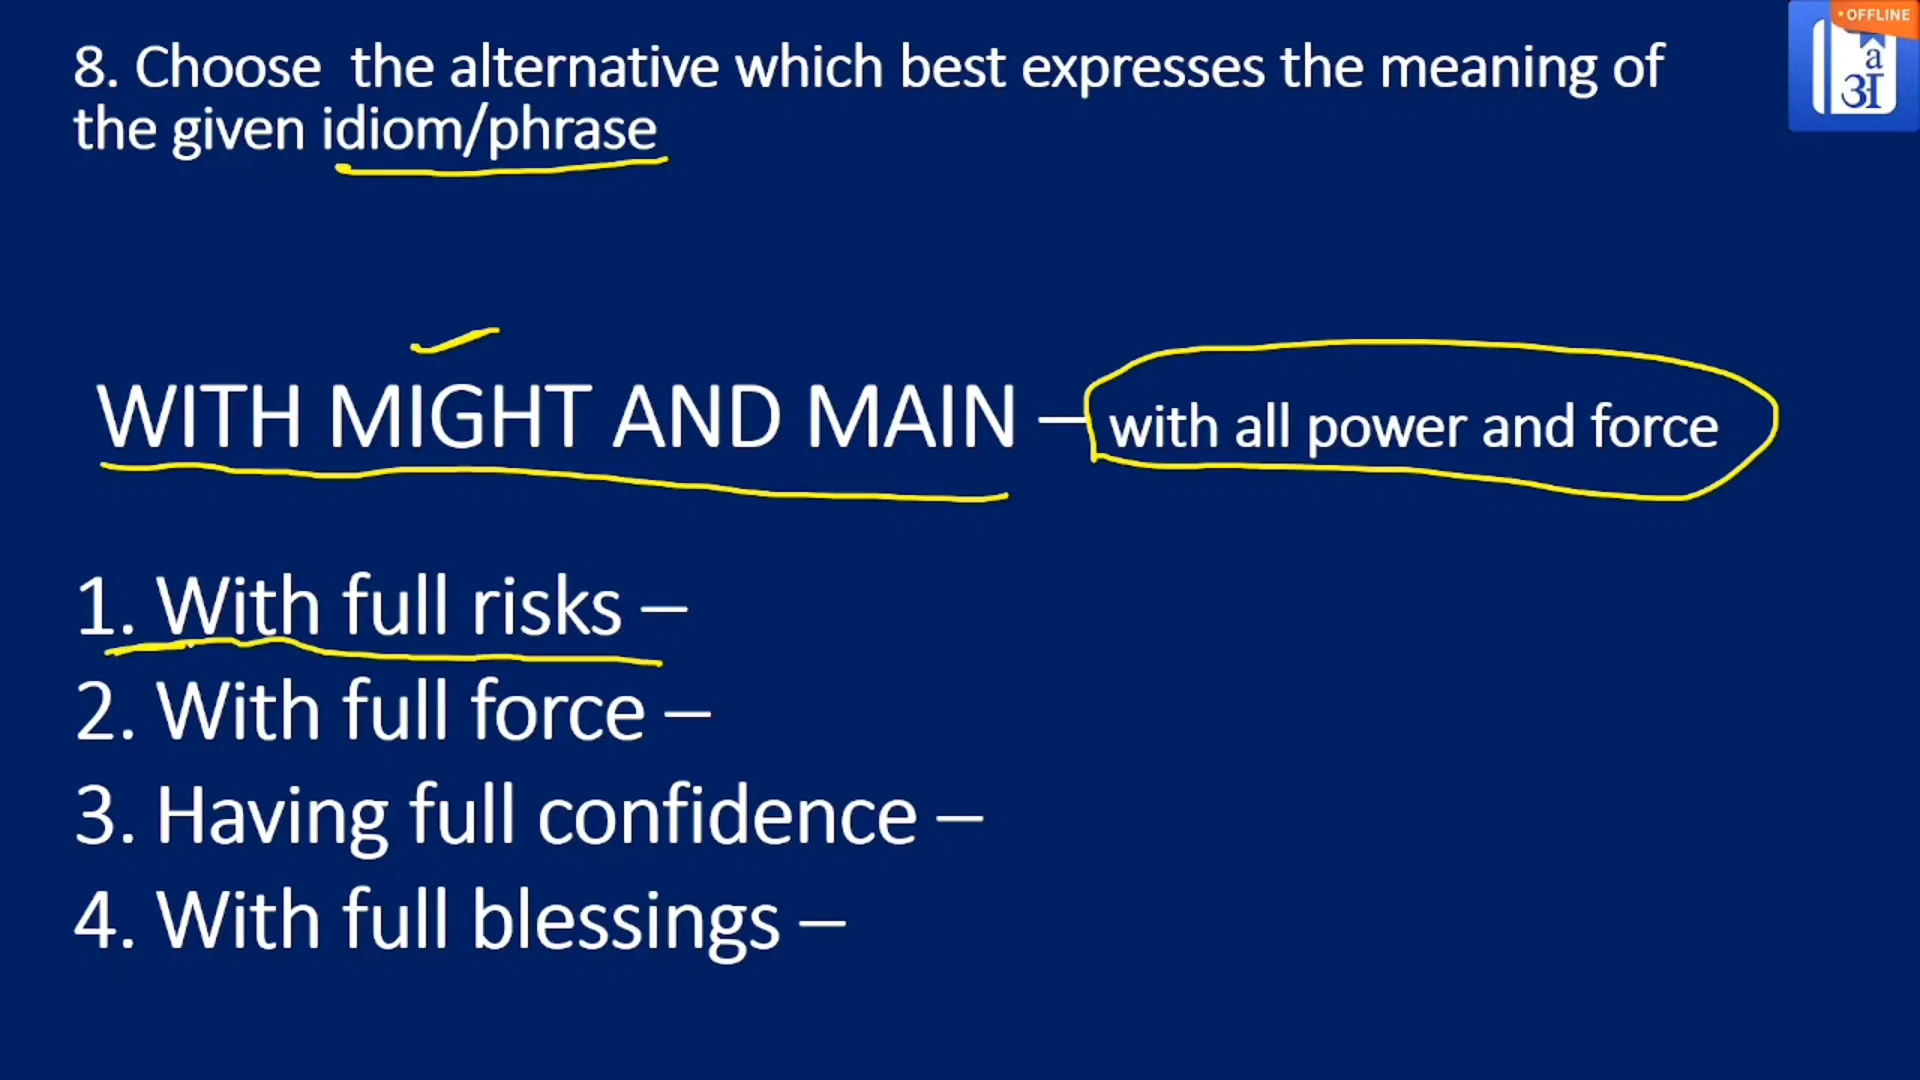 • OFFLINE
a
अ
8. Choose the alternative which best expresses the meaning of
the given idiom/phrase
WITH MIGHT AND MAIN – with all power and force
1. With full risks –
2. With full force –
3. Having full confidence –
4. With full blessings –